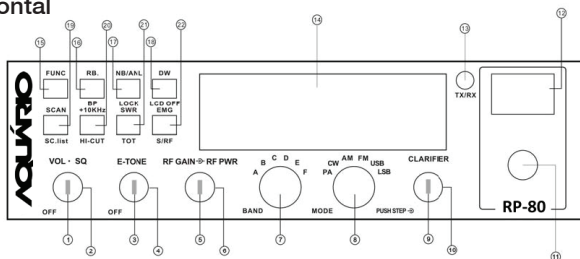 ontal
⑲ ⑳ ㉑ ㉒ ⑭ ⑬ ⑫
⑮ ⑯ ⑰ ⑱
FUNC RB. NB/ANL DW
SCAN BP +10KHz LOCK SWR LCD OFF EMG
SC.list HI-CUT TOT S/RF
TX/RX
AQUÁRIO
VOL · SQ E-TONE RF GAIN RF PWR
A B C D E F
PA CW AM FM USB LSB
CLARIFIER
OFF OFF BAND MODE PUSH STEP
RP-80
① ② ③ ④ ⑤ ⑥ ⑦ ⑧ ⑨ ⑩ ⑪